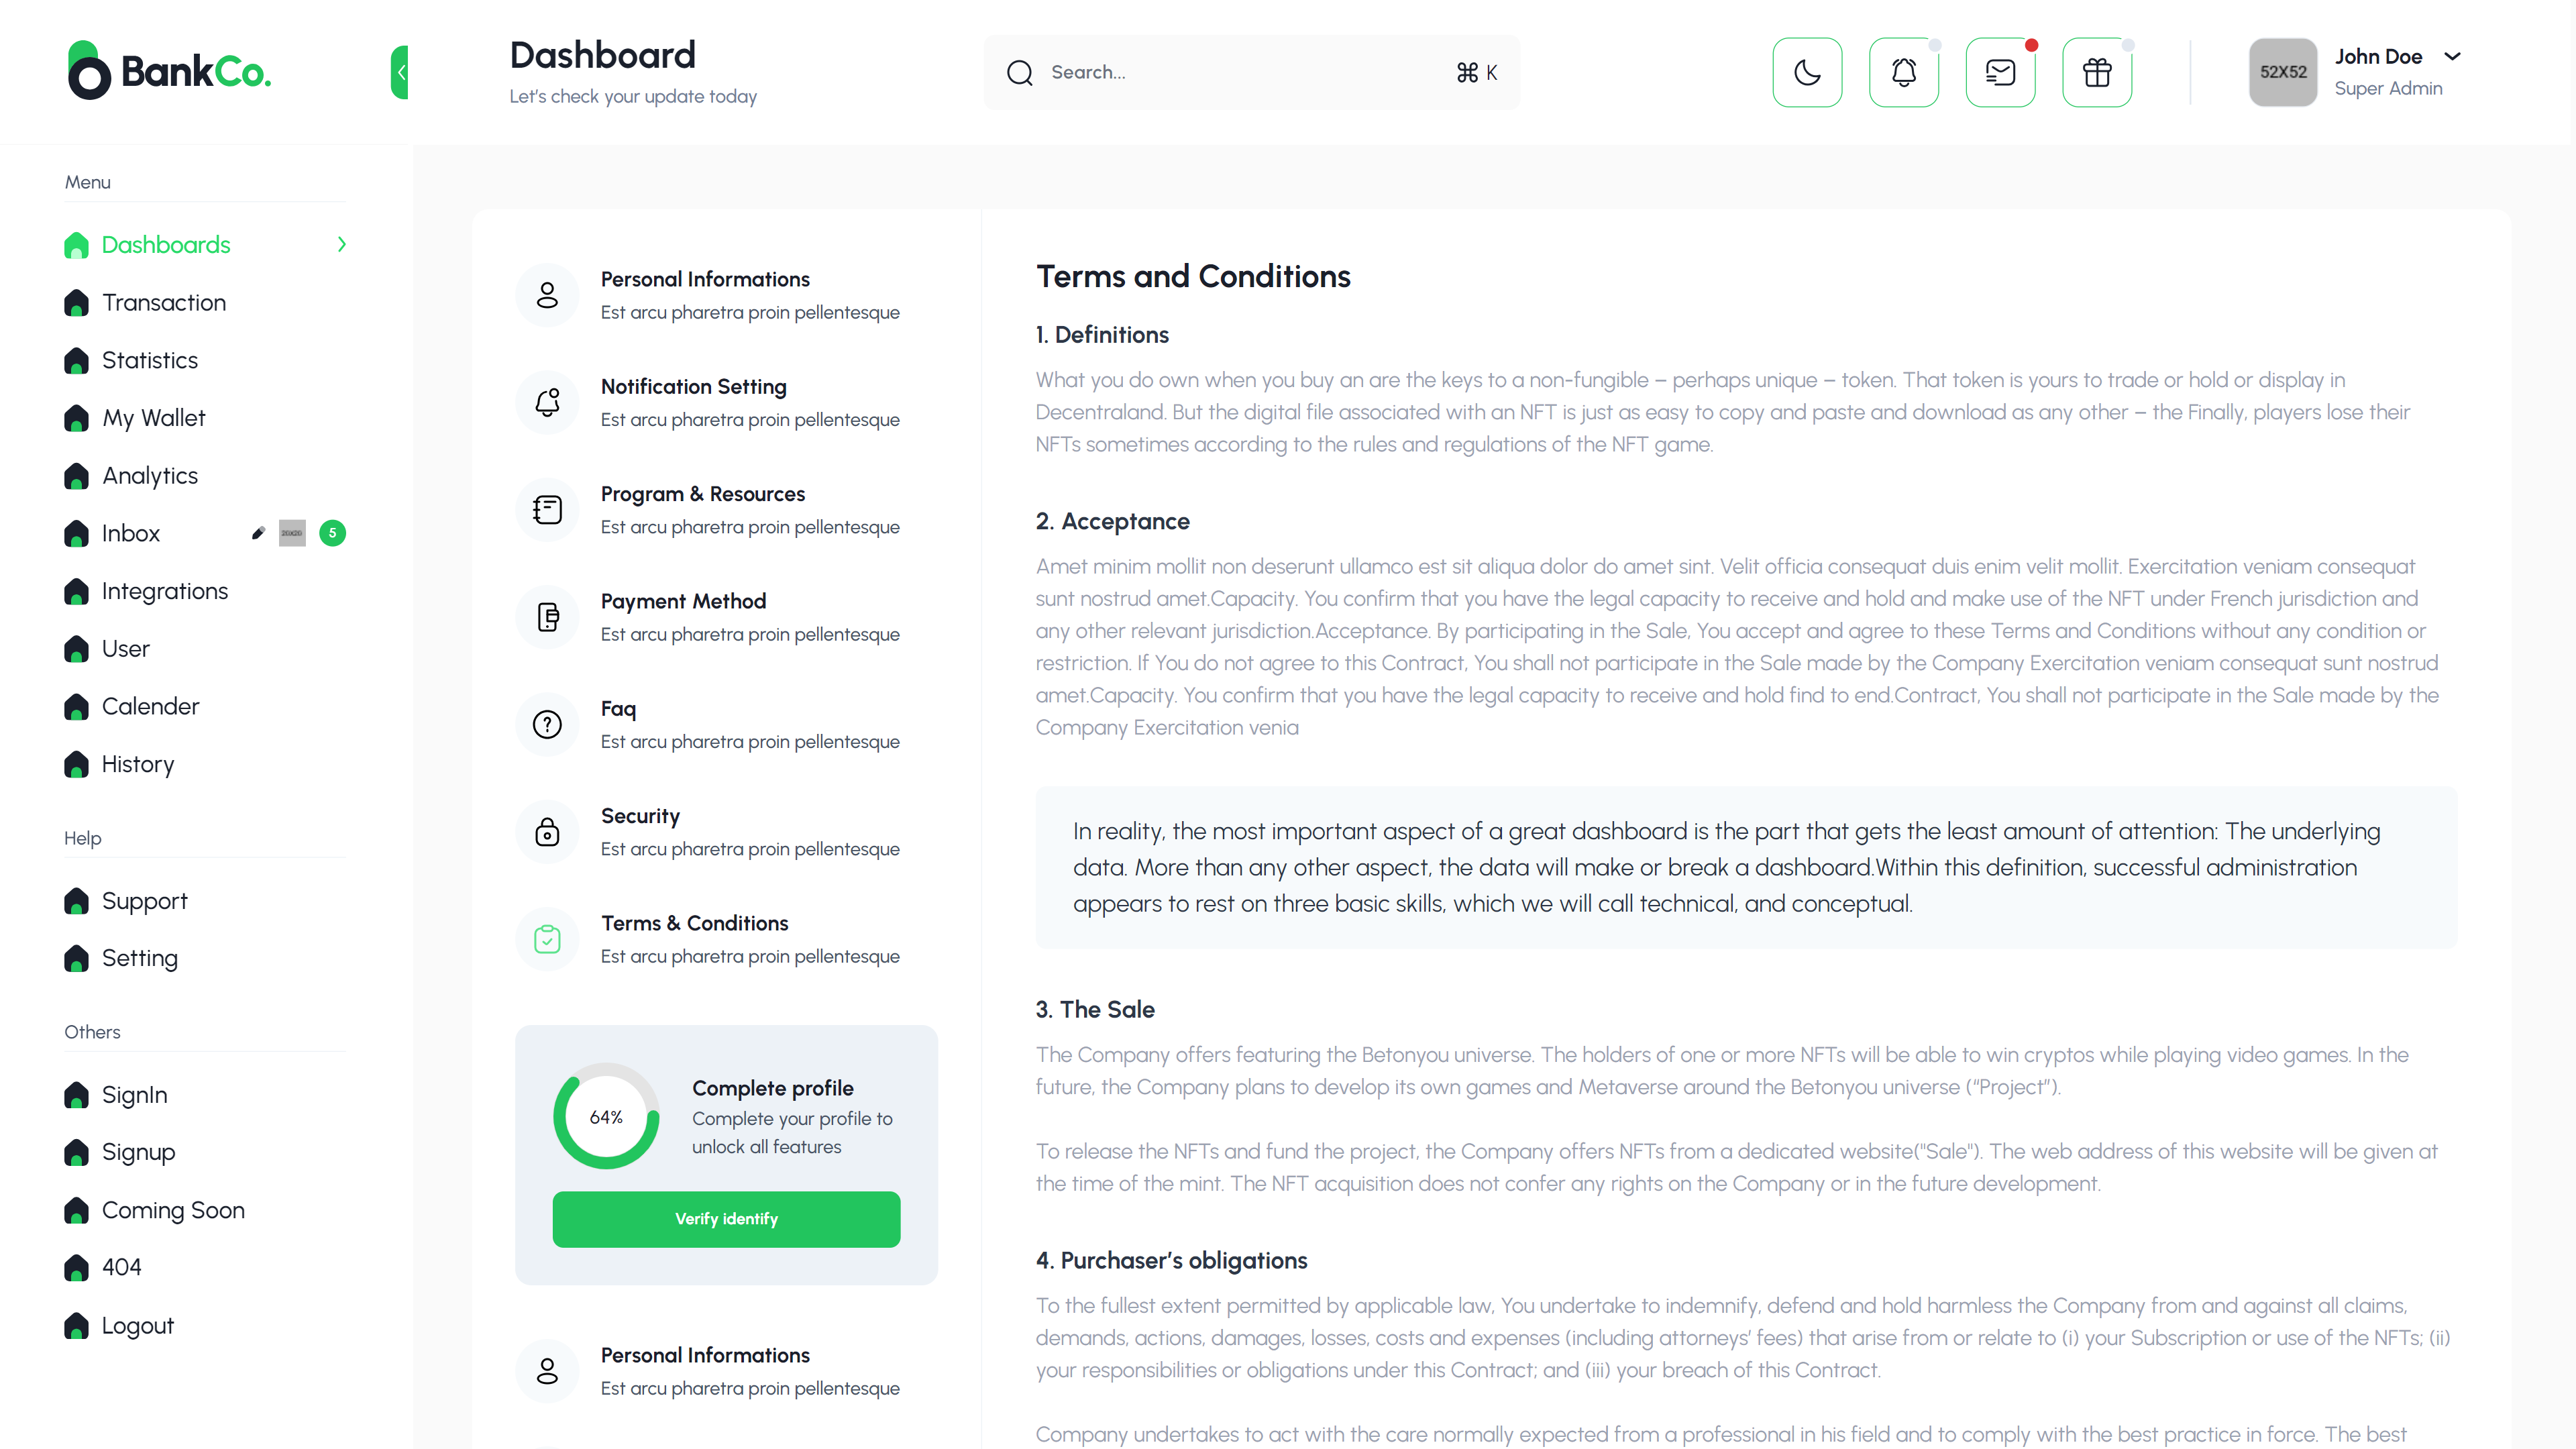 BankCo.
Dashboard
Let's check your update today
Search...
⌘ K
52X52
John Doe
Super Admin
Menu
Dashboards
Transaction
Statistics
My Wallet
Analytics
Inbox
5
Integrations
User
Calender
History
Help
Support
Setting
Others
SignIn
Signup
Coming Soon
404
Logout
Personal Informations
Est arcu pharetra proin pellentesque
Notification Setting
Est arcu pharetra proin pellentesque
Program & Resources
Est arcu pharetra proin pellentesque
Payment Method
Est arcu pharetra proin pellentesque
Faq
Est arcu pharetra proin pellentesque
Security
Est arcu pharetra proin pellentesque
Terms & Conditions
Est arcu pharetra proin pellentesque
64%
Complete profile
Complete your profile to
unlock all features
Verify identify
Personal Informations
Est arcu pharetra proin pellentesque
Terms and Conditions
1. Definitions
What you do own when you buy an are the keys to a non-fungible – perhaps unique – token. That token is yours to trade or hold or display in
Decentraland. But the digital file associated with an NFT is just as easy to copy and paste and download as any other – the Finally, players lose their
NFTs sometimes according to the rules and regulations of the NFT game.
2. Acceptance
Amet minim mollit non deserunt ullamco est sit aliqua dolor do amet sint. Velit officia consequat duis enim velit mollit. Exercitation veniam consequat
sunt nostrud amet.Capacity. You confirm that you have the legal capacity to receive and hold and make use of the NFT under French jurisdiction and
any other relevant jurisdiction.Acceptance. By participating in the Sale, You accept and agree to these Terms and Conditions without any condition or
restriction. If You do not agree to this Contract, You shall not participate in the Sale made by the Company Exercitation veniam consequat sunt nostrud
amet.Capacity. You confirm that you have the legal capacity to receive and hold find to end.Contract, You shall not participate in the Sale made by the
Company Exercitation venia
In reality, the most important aspect of a great dashboard is the part that gets the least amount of attention: The underlying
data. More than any other aspect, the data will make or break a dashboard.Within this definition, successful administration
appears to rest on three basic skills, which we will call technical, and conceptual.
3. The Sale
The Company offers featuring the Betonyou universe. The holders of one or more NFTs will be able to win cryptos while playing video games. In the
future, the Company plans to develop its own games and Metaverse around the Betonyou universe (“Project”).
To release the NFTs and fund the project, the Company offers NFTs from a dedicated website("Sale"). The web address of this website will be given at
the time of the mint. The NFT acquisition does not confer any rights on the Company or in the future development.
4. Purchaser’s obligations
To the fullest extent permitted by applicable law, You undertake to indemnify, defend and hold harmless the Company from and against all claims,
demands, actions, damages, losses, costs and expenses (including attorneys’ fees) that arise from or relate to (i) your Subscription or use of the NFTs; (ii)
your responsibilities or obligations under this Contract; and (iii) your breach of this Contract.
Company undertakes to act with the care normally expected from a professional in his field and to comply with the best practice in force. The best